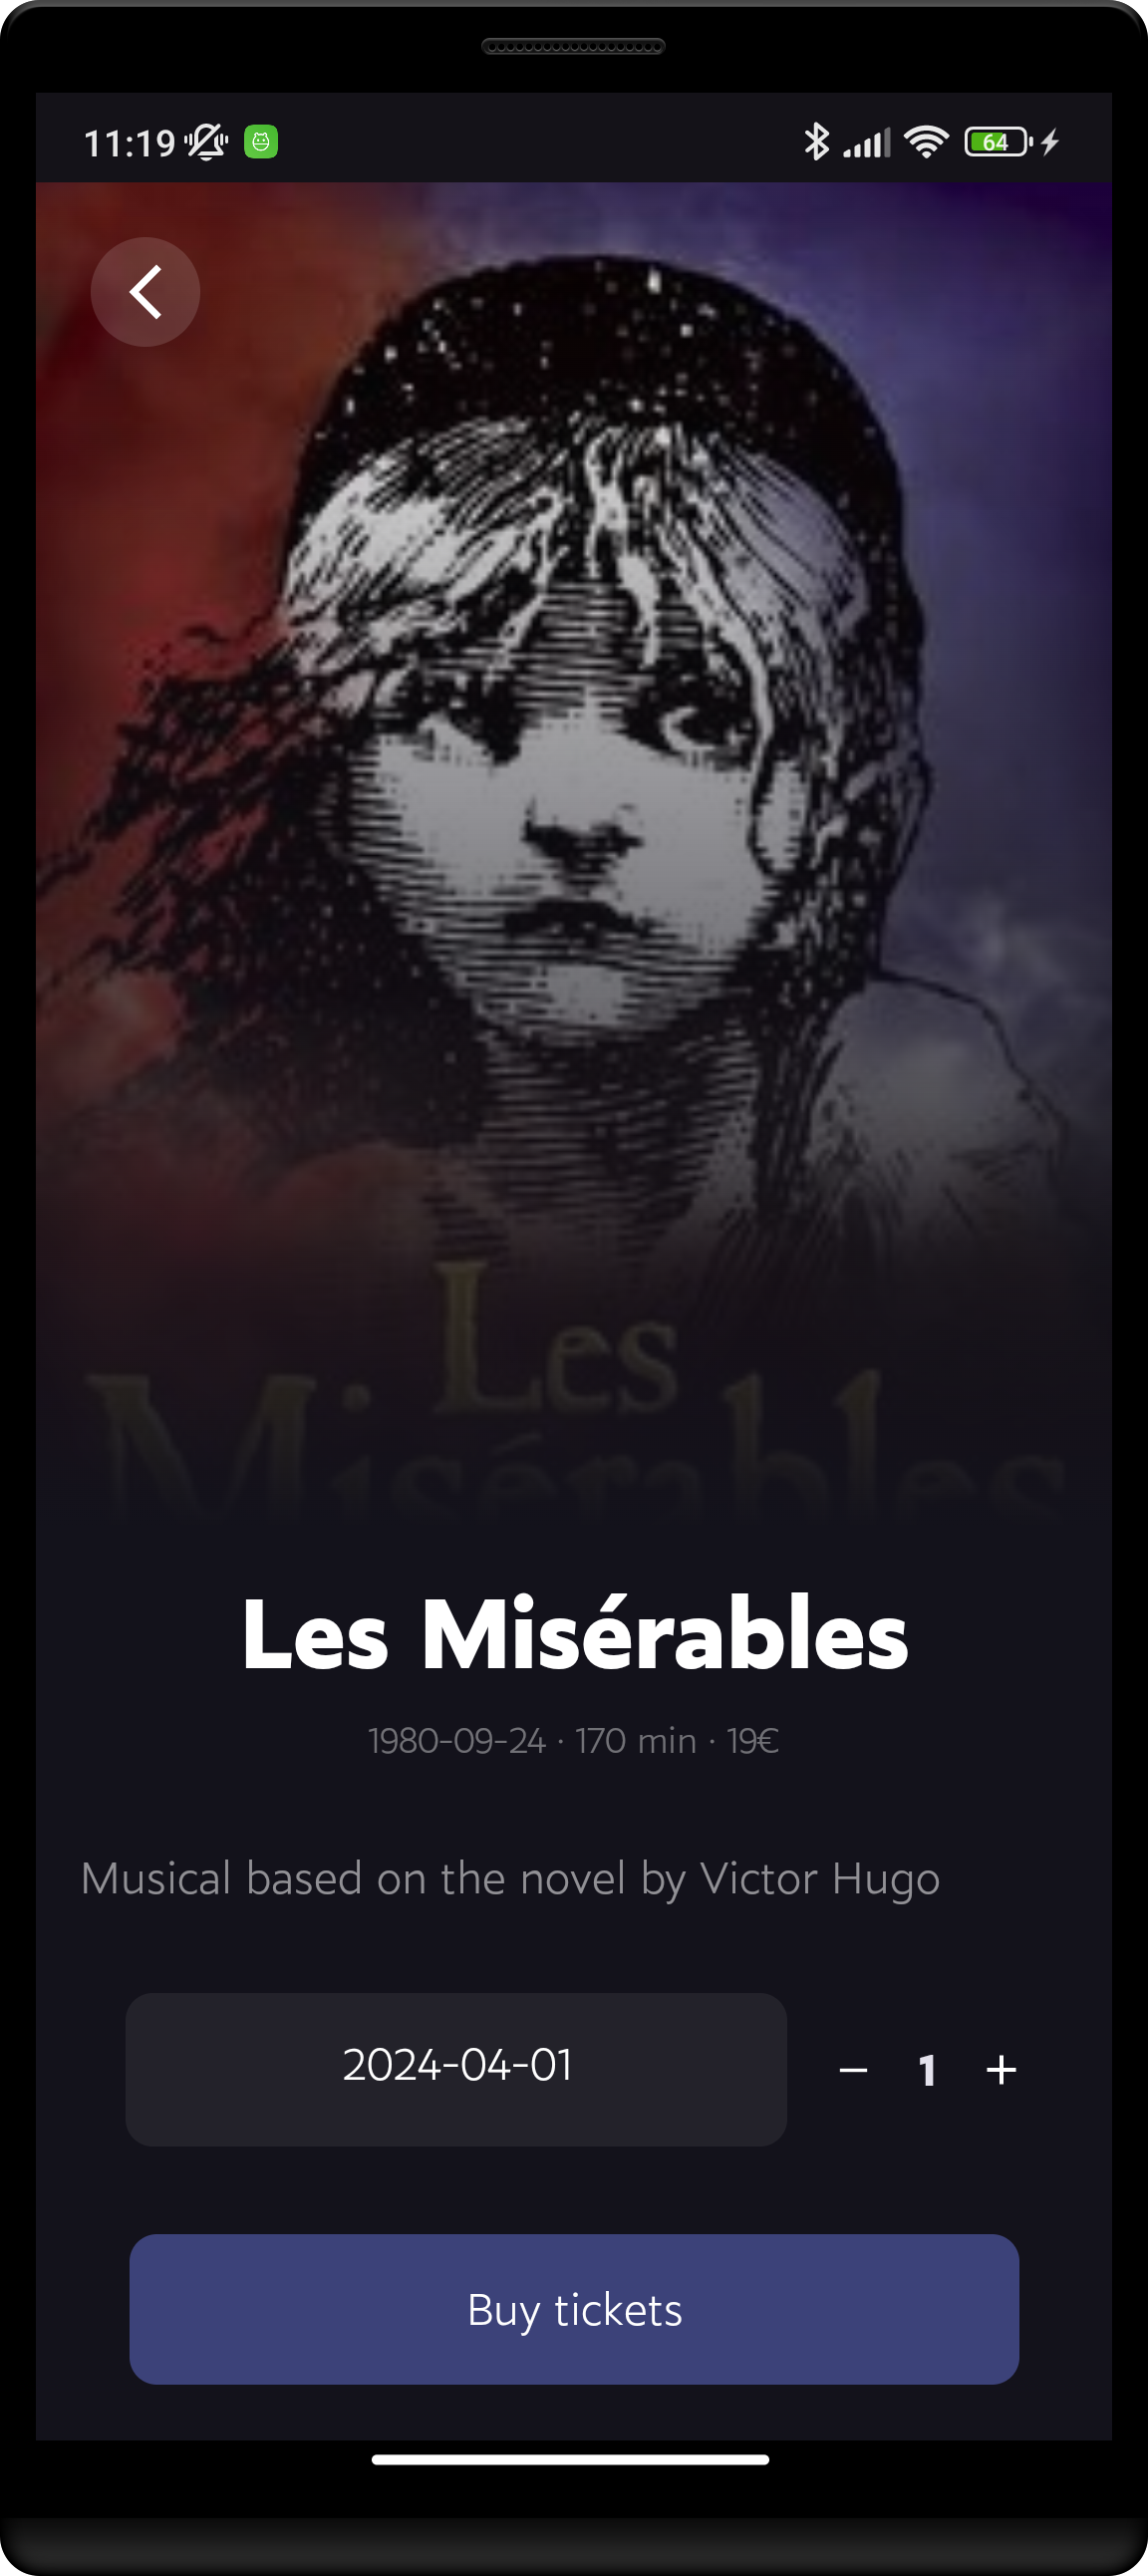 11:19
64
Les
Misérables
Les Misérables
1980-09-24 · 170 min · 19€
Musical based on the novel by Victor Hugo
2024-04-01
− 1 +
Buy tickets